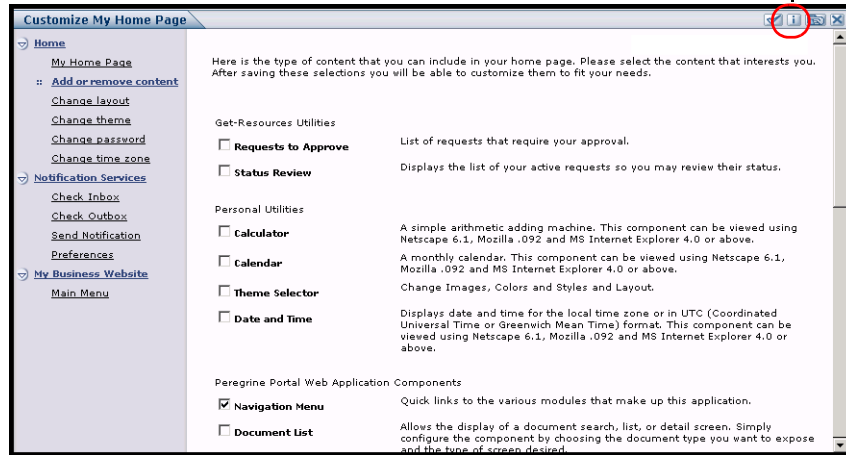 Customize My Home Page
Home
My Home Page
:: Add or remove content
Change layout
Change theme
Change password
Change time zone
Notification Services
Check Inbox
Check Outbox
Send Notification
Preferences
My Business Website
Main Menu
Here is the type of content that you can include in your home page. Please select the content that interests you.
After saving these selections you will be able to customize them to fit your needs.
Get-Resources Utilities
Requests to Approve
List of requests that require your approval.
Status Review
Displays the list of your active requests so you may review their status.
Personal Utilities
Calculator
A simple arithmetic adding machine. This component can be viewed using
Netscape 6.1, Mozilla .092 and MS Internet Explorer 4.0 or above.
Calendar
A monthly calendar. This component can be viewed using Netscape 6.1,
Mozilla .092 and MS Internet Explorer 4.0 or above.
Theme Selector
Change Images, Colors and Styles and Layout.
Date and Time
Displays date and time for the local time zone or in UTC (Coordinated
Universal Time or Greenwich Mean Time) format. This component can be
viewed using Netscape 6.1, Mozilla .092 and MS Internet Explorer 4.0 or
above.
Peregrine Portal Web Application Components
Navigation Menu
Quick links to the various modules that make up this application.
Document List
Allows the display of a document search, list, or detail screen. Simply
configure the component by choosing the document type you want to expose
and the type of screen desired.